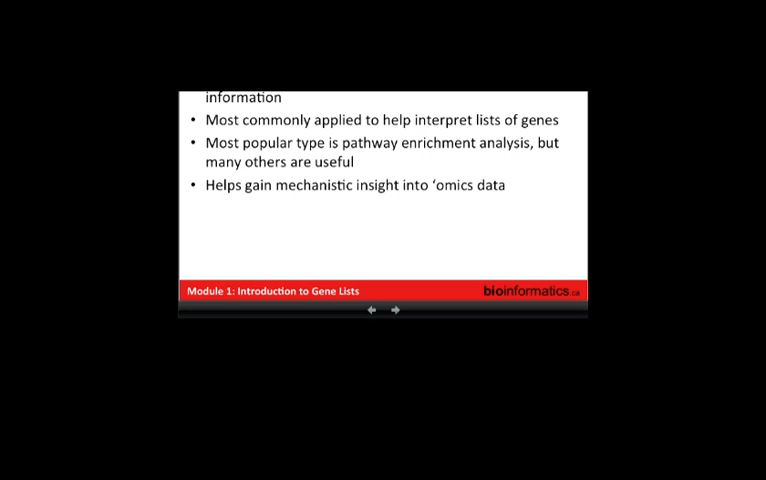 information
• Most commonly applied to help interpret lists of genes
• Most popular type is pathway enrichment analysis, but
many others are useful
• Helps gain mechanistic insight into ‘omics data
Module 1: Introduction to Gene Lists
bioinformatics.ca